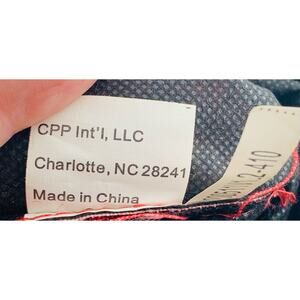 CPP Int'l, LLC
Charlotte, NC 28241
Made in China